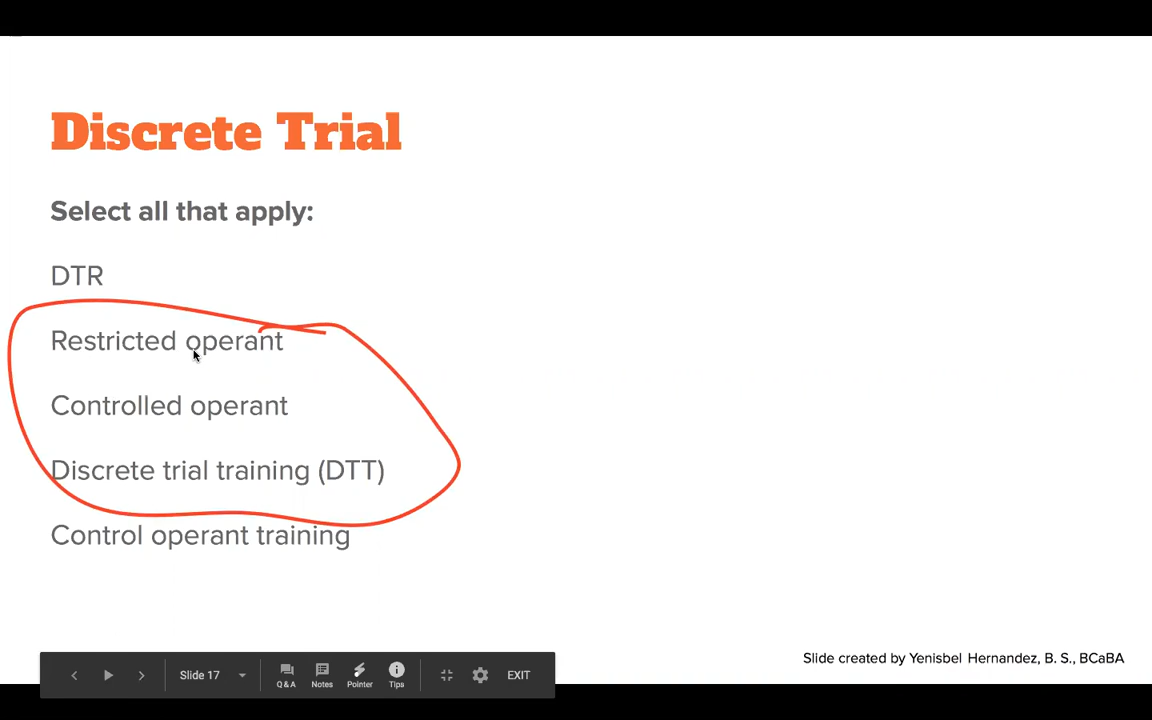 Discrete Trial
Select all that apply:
DTR
Restricted operant
Controlled operant
Discrete trial training (DTT)
Control operant training
Slide created by Yenisbel Hernandez, B. S., BCaBA
Slide 17
Q&A
Notes
Pointer
Tips
EXIT